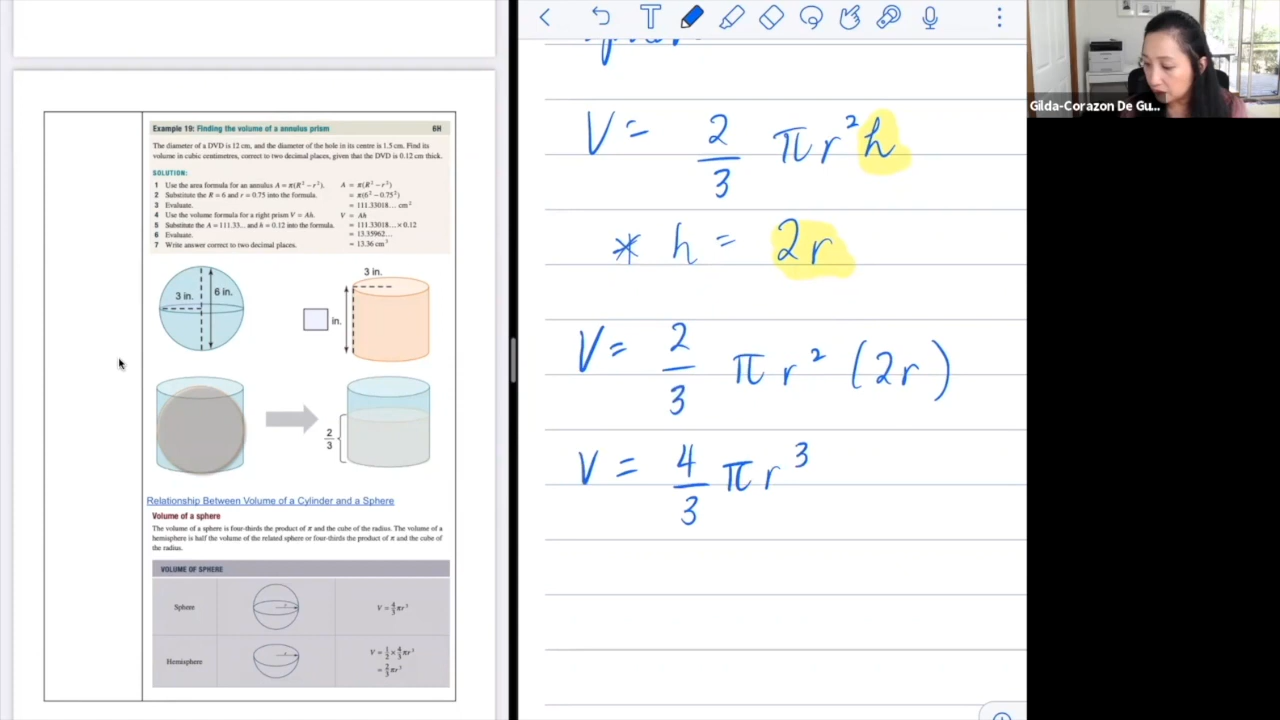 Example 19: Finding the volume of a annulus prism 6H
The diameter of a DVD is 12 cm, and the diameter of the hole in its centre is 1.5 cm. Find its
volume in cubic centimetres, correct to two decimal places, given that the DVD is 0.12 cm thick.
SOLUTION:
1 Use the area formula for an annulus A = π(R² − r²). A = π(R² − r²)
2 Substitute the R = 6 and r = 0.75 into the formula. = π(6² − 0.75²)
3 Evaluate. = 111.33018... cm²
4 Use the volume formula for a right prism V = Ah. V = Ah
5 Substitute the A = 111.33... and h = 0.12 into the formula. = 111.33018... × 0.12
6 Evaluate. = 13.35962...
7 Write answer correct to two decimal places. = 13.36 cm³
3 in.
6 in.
3 in.
in.
2/3
Relationship Between Volume of a Cylinder and a Sphere
Volume of a sphere
The volume of a sphere is four-thirds the product of π and the cube of the radius. The volume of a
hemisphere is half the volume of the related sphere or four-thirds the product of π and the cube of
the radius.
VOLUME OF SPHERE
Sphere V = 4/3 πr³
r
Hemisphere V = 1/2 × 4/3 πr³
r
= 2/3 πr³
V = 2/3 πr²h
* h = 2r
V = 2/3 πr² (2r)
V = 4/3 πr³
Gilda-Corazon De Gu...